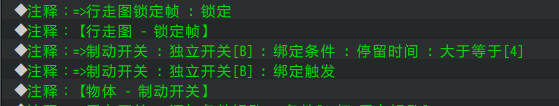 ◆注释：=>行走图锁定帧 : 锁定
◆注释：【行走图 - 锁定帧】
◆注释：=>制动开关 : 独立开关[B] : 绑定条件 : 停留时间 : 大于等于[4]
◆注释：=>制动开关 : 独立开关[B] : 绑定触发
◆注释：【物体 - 制动开关】